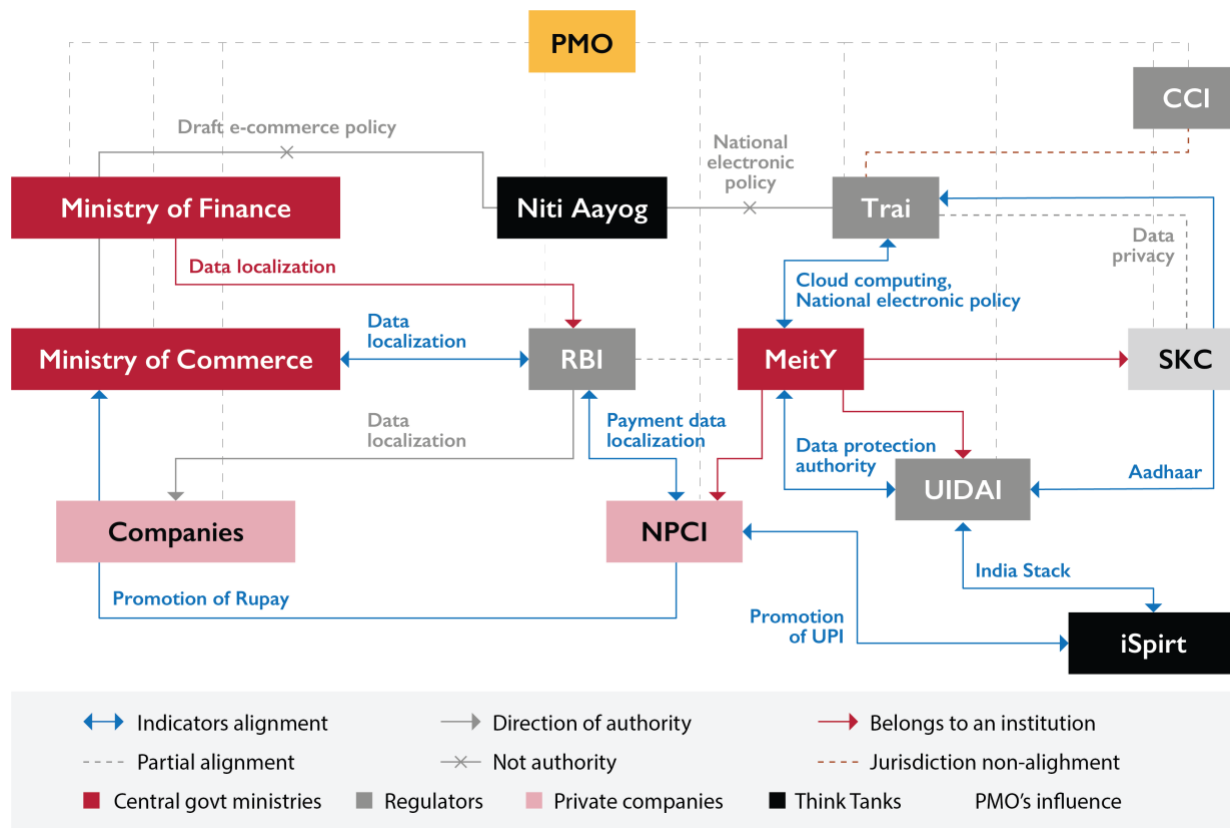 PMO
CCI
Draft e-commerce policy
National
electronic
policy
Ministry of Finance
Niti Aayog
Trai
Data
privacy
Data localization
Cloud computing,
National electronic policy
Data
localization
Ministry of Commerce
RBI
MeitY
SKC
Data
localization
Payment data
localization
Data protection
authority
Aadhaar
UIDAI
Companies
NPCI
India Stack
Promotion of Rupay
Promotion
of UPI
iSpirt
Indicators alignment
Direction of authority
Belongs to an institution
Partial alignment
Not authority
Jurisdiction non-alighment
Central govt ministries
Regulators
Private companies
Think Tanks
PMO's influence